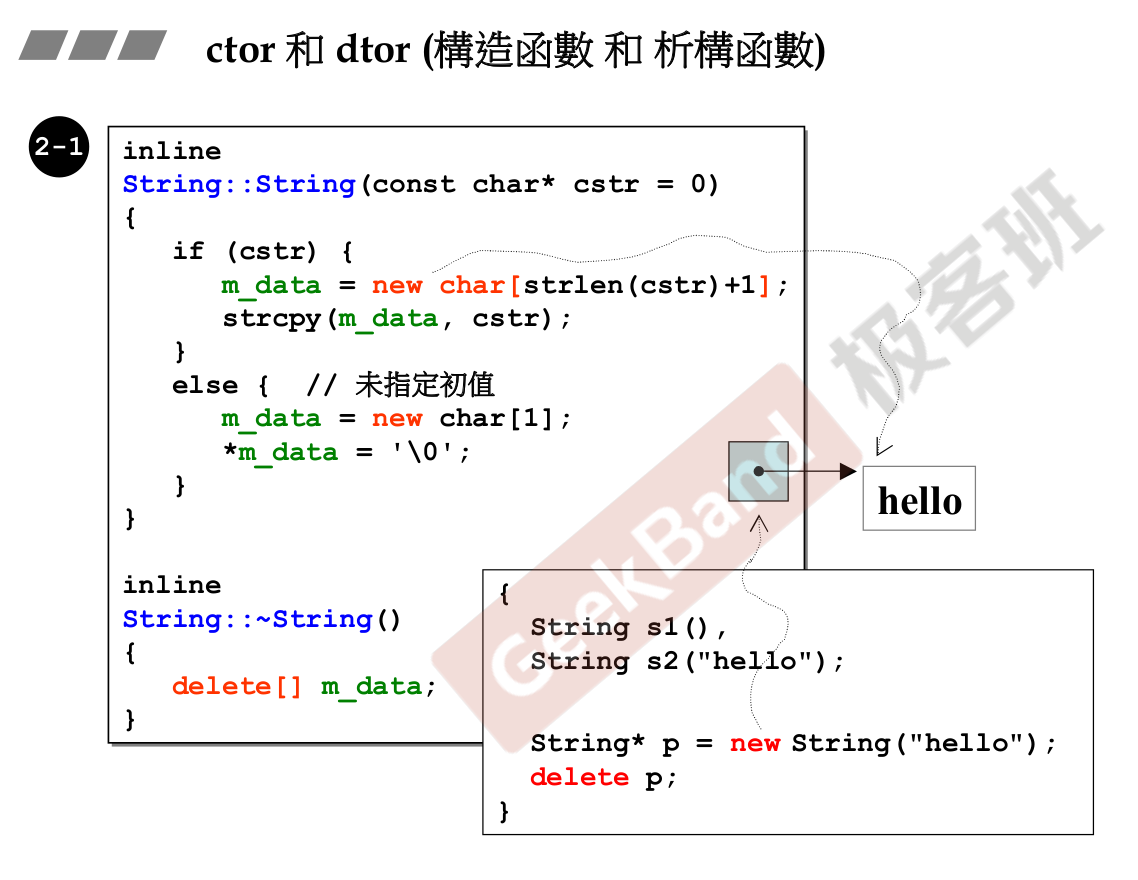 ctor 和 dtor (構造函數 和 析構函數)
2-1
inline
String::String(const char* cstr = 0)
{
if (cstr) {
m_data = new char[strlen(cstr)+1];
strcpy(m_data, cstr);
}
else { // 未指定初值
m_data = new char[1];
*m_data = '\0';
}
}
inline
String::~String()
{
delete[] m_data;
}
hello
{
String s1(),
String s2("hello");
String* p = new String("hello");
delete p;
}
GeekBand
极客班